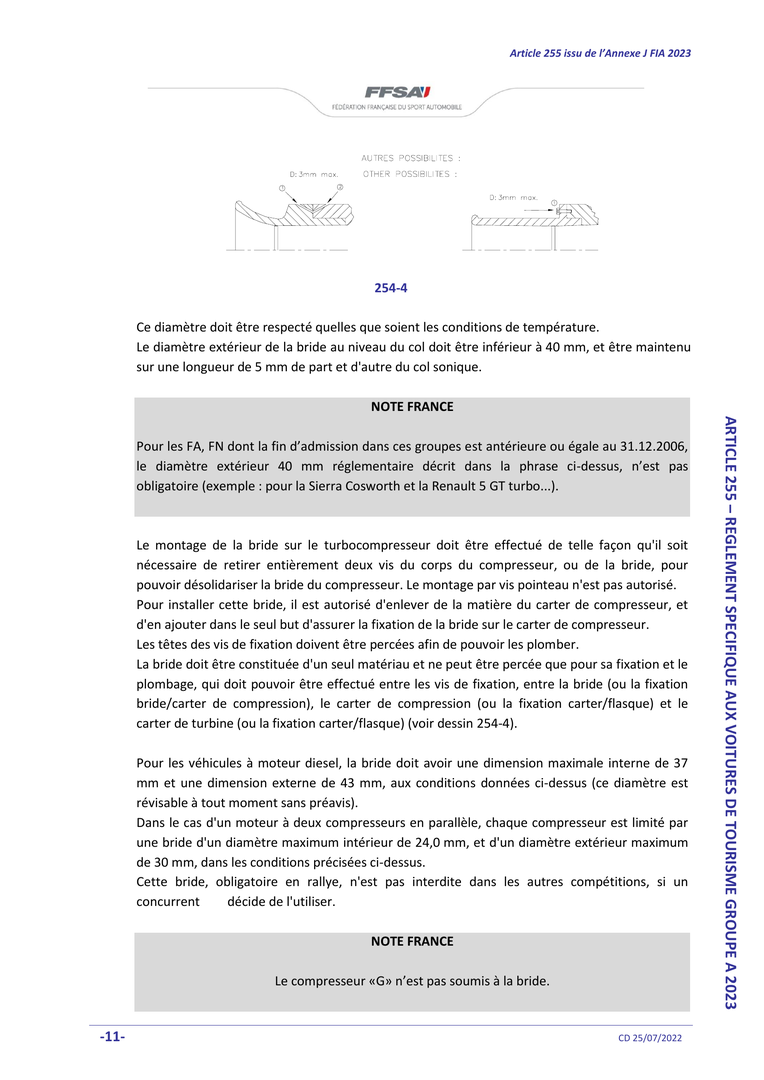 Article 255 issu de l’Annexe J FIA 2023
FFSA
FÉDÉRATION FRANÇAISE DU SPORT AUTOMOBILE
AUTRES POSSIBILITES :
D: 3mm max.
OTHER POSSIBILITES :
1
2
D: 3mm max.
1
254-4
Ce diamètre doit être respecté quelles que soient les conditions de température.
Le diamètre extérieur de la bride au niveau du col doit être inférieur à 40 mm, et être maintenu
sur une longueur de 5 mm de part et d'autre du col sonique.
NOTE FRANCE
Pour les FA, FN dont la fin d’admission dans ces groupes est antérieure ou égale au 31.12.2006,
le diamètre extérieur 40 mm réglementaire décrit dans la phrase ci-dessus, n’est pas
obligatoire (exemple : pour la Sierra Cosworth et la Renault 5 GT turbo...).
Le montage de la bride sur le turbocompresseur doit être effectué de telle façon qu'il soit
nécessaire de retirer entièrement deux vis du corps du compresseur, ou de la bride, pour
pouvoir désolidariser la bride du compresseur. Le montage par vis pointeau n'est pas autorisé.
Pour installer cette bride, il est autorisé d'enlever de la matière du carter de compresseur, et
d'en ajouter dans le seul but d'assurer la fixation de la bride sur le carter de compresseur.
Les têtes des vis de fixation doivent être percées afin de pouvoir les plomber.
La bride doit être constituée d'un seul matériau et ne peut être percée que pour sa fixation et le
plombage, qui doit pouvoir être effectué entre les vis de fixation, entre la bride (ou la fixation
bride/carter de compression), le carter de compression (ou la fixation carter/flasque) et le
carter de turbine (ou la fixation carter/flasque) (voir dessin 254-4).
Pour les véhicules à moteur diesel, la bride doit avoir une dimension maximale interne de 37
mm et une dimension externe de 43 mm, aux conditions données ci-dessus (ce diamètre est
révisable à tout moment sans préavis).
Dans le cas d'un moteur à deux compresseurs en parallèle, chaque compresseur est limité par
une bride d'un diamètre maximum intérieur de 24,0 mm, et d'un diamètre extérieur maximum
de 30 mm, dans les conditions précisées ci-dessus.
Cette bride, obligatoire en rallye, n'est pas interdite dans les autres compétitions, si un
concurrent décide de l'utiliser.
NOTE FRANCE
Le compresseur «G» n’est pas soumis à la bride.
ARTICLE 255 – REGLEMENT SPECIFIQUE AUX VOITURES DE TOURISME GROUPE A 2023
-11-
CD 25/07/2022